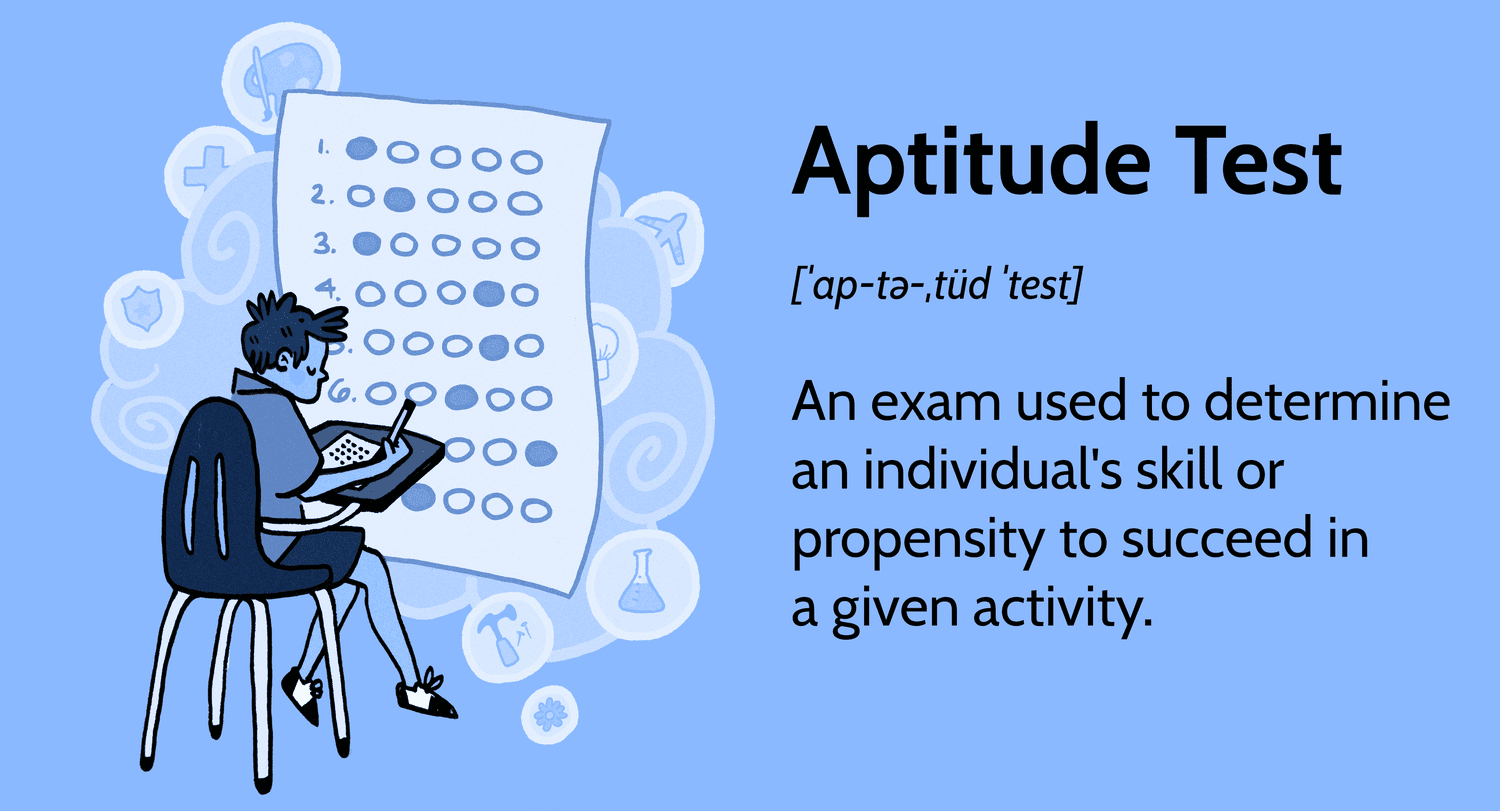 Aptitude Test
[ˈap-tə-ˌtüd ˈtest]
An exam used to determine
an individual's skill or
propensity to succeed in
a given activity.
1.
2.
3.
4.
5.
6.